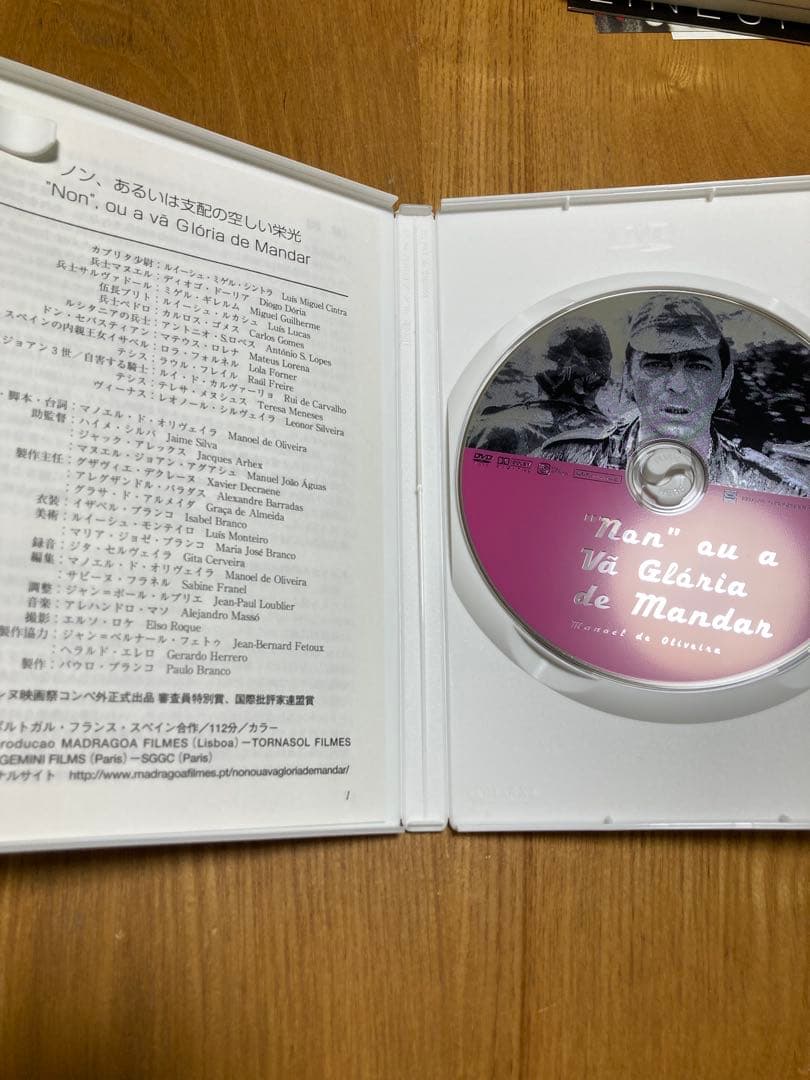 ノン、あるいは支配の空しい栄光
"Non", ou a vã Glória de Mandar
カブリタ少尉：ルイーシュ・ミゲル・シントラ Luís Miguel Cintra
兵士マヌエル：ディオゴ・ドーリア Diogo Dória
兵士サルヴァドール：ミゲル・ギレルム Miguel Guilherme
伍長ブリト：ルイーシュ・ルカシュ Luís Lucas
兵士ペドロ：カルロス・ゴメス Carlos Gomes
ルシタニアの兵士：アントニオ・S.ロペス António S. Lopes
ドン・セバスティアン：マテウス・ロレナ Mateus Lorena
スペインの内親王女イサベル：ロラ・フォルネル Lola Forner
テシス：ラウル・フレイル Raúl Freire
ジョアン3世／自害する騎士：ルイ・ド・カルヴァーリョ Rui de Carvalho
テシス：テレサ・メヌシュス Teresa Meneses
ヴィーナス：レオノール・シルヴェイラ Leonor Silveira
・脚本・台詞：マノエル・ド・オリヴェイラ Manoel de Oliveira
助監督：ハイメ・シルバ Jaime Silva
：ジャック・アレックス Jacques Arhex
：マヌエル・ジョアン・アグアシュ Manuel João Águas
製作主任：グザヴィエ・デクレーヌ Xavier Decraene
：アレグザンドル・バラダス Alexandre Barradas
：グラサ・ド・アルメイダ Graça de Almeida
衣装：イザベル・ブランコ Isabel Branco
美術：ルイーシュ・モンテイロ Luís Monteiro
：マリア・ジョゼ・ブランコ Maria José Branco
録音：ジタ・セルヴェイラ Gita Cerveira
編集：マノエル・ド・オリヴェイラ Manoel de Oliveira
：サビーヌ・フラネル Sabine Franel
調整：ジャン＝ポール・ルブリエ Jean-Paul Loublier
音楽：アレハンドロ・マソ Alejandro Massó
撮影：エルソ・ロケ Elso Roque
製作協力：ジャン＝ベルナール・フェトゥ Jean-Bernard Fetoux
：ヘラルド・エレロ Gerardo Herrero
製作：パウロ・ブランコ Paulo Branco
ンヌ映画祭コンペ外正式出品 審査員特別賞、国際批評家連盟賞
ポルトガル・フランス・スペイン合作／112分／カラー
roducao MADRAGOA FILMES (Lisboa)－TORNASOL FILMES
GEMINI FILMS (Paris)－SGGC (Paris)
ナルサイト http://www.madragoafilmes.pt/nonouavagloriademandar/
1
DVD
"Non" ou a
Vã Glória
de Mandar
Manoel de Oliveira